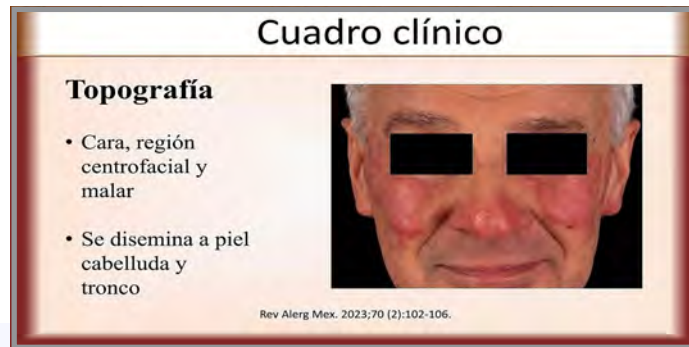 Cuadro clínico
Topografía
• Cara, región
centrofacial y
malar
• Se disemina a piel
cabelluda y
tronco
Rev Alerg Mex. 2023;70 (2):102-106.